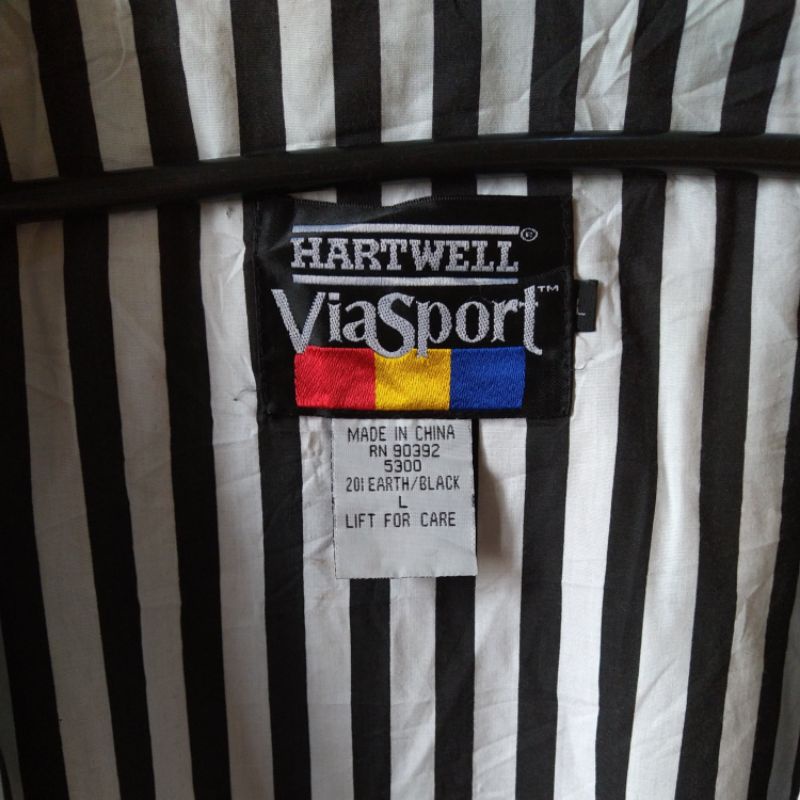 HARTWELL®
ViaSport™
L
MADE IN CHINA
RN 90392
5300
201 EARTH/BLACK
L
LIFT FOR CARE